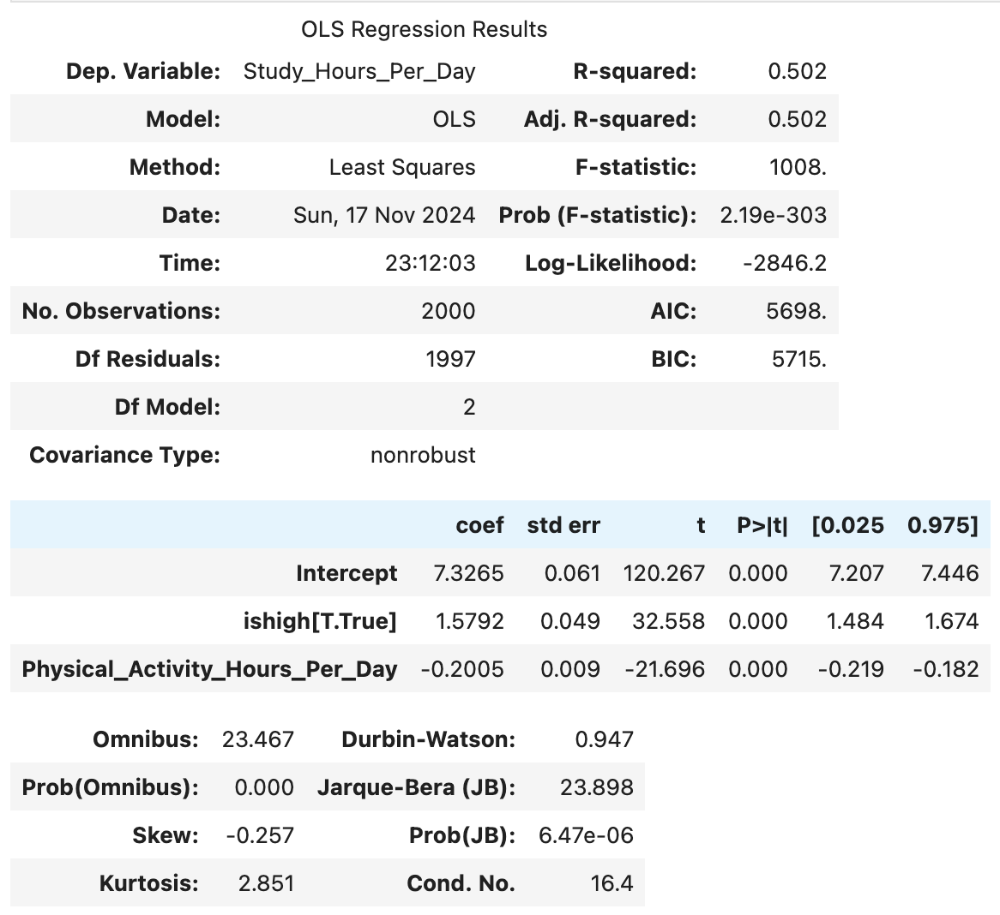 OLS Regression Results
Dep. Variable: Study_Hours_Per_Day R-squared: 0.502
Model: OLS Adj. R-squared: 0.502
Method: Least Squares F-statistic: 1008.
Date: Sun, 17 Nov 2024 Prob (F-statistic): 2.19e-303
Time: 23:12:03 Log-Likelihood: -2846.2
No. Observations: 2000 AIC: 5698.
Df Residuals: 1997 BIC: 5715.
Df Model: 2
Covariance Type: nonrobust
coef std err t P>|t| [0.025 0.975]
Intercept 7.3265 0.061 120.267 0.000 7.207 7.446
ishigh[T.True] 1.5792 0.049 32.558 0.000 1.484 1.674
Physical_Activity_Hours_Per_Day -0.2005 0.009 -21.696 0.000 -0.219 -0.182
Omnibus: 23.467 Durbin-Watson: 0.947
Prob(Omnibus): 0.000 Jarque-Bera (JB): 23.898
Skew: -0.257 Prob(JB): 6.47e-06
Kurtosis: 2.851 Cond. No. 16.4